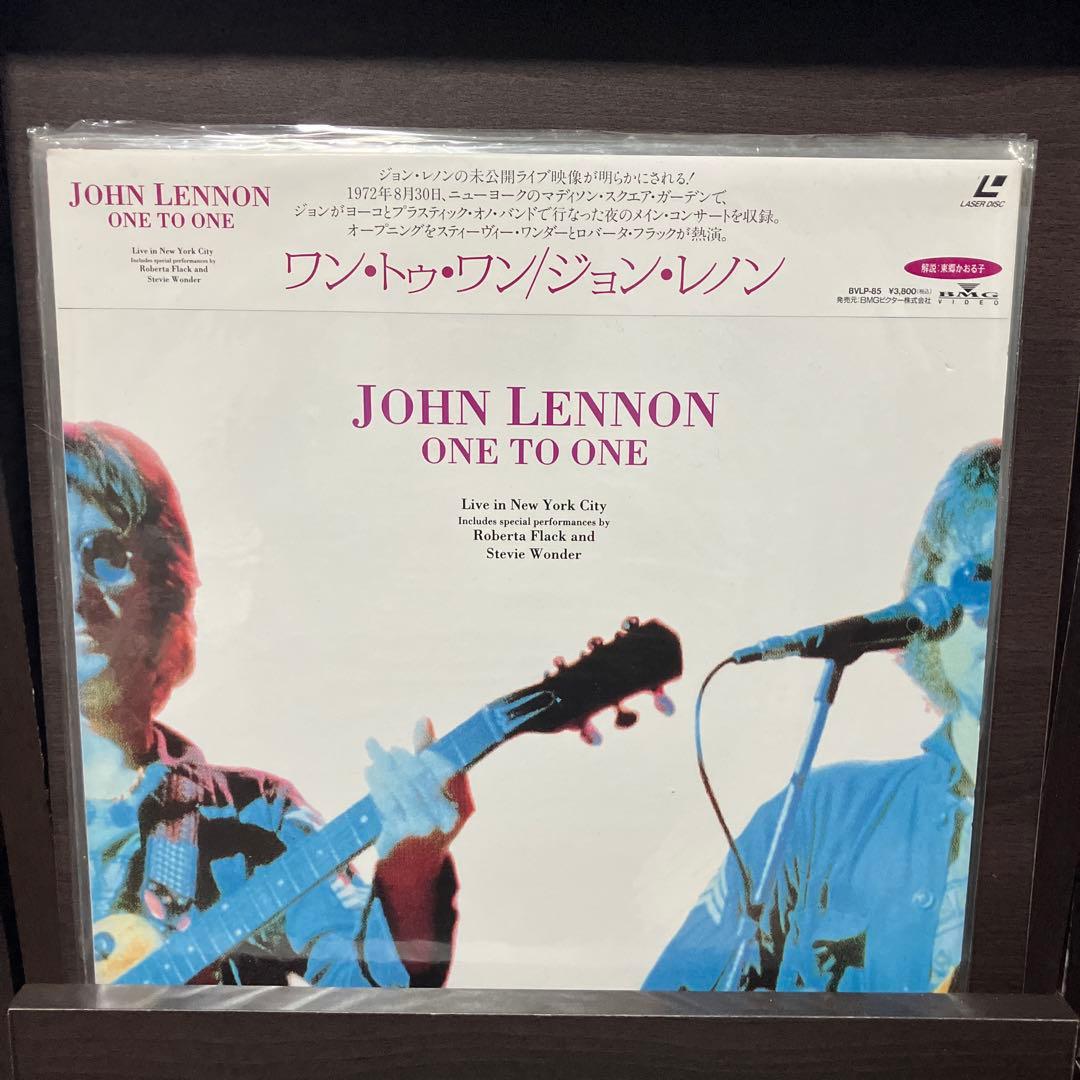 JOHN LENNON
ONE TO ONE
Live in New York City
Includes special performances by
Roberta Flack and
Stevie Wonder
ジョン・レノンの未公開ライブ映像が明らかにされる!
1972年8月30日、ニューヨークのマディソン・スクエア・ガーデンで、
ジョンがヨーコとプラスティック・オノ・バンドで行なった夜のメイン・コンサートを収録。
オープニングをスティーヴィー・ワンダーとロバータ・フラックが熱演。
ワン・トゥ・ワン/ジョン・レノン
LASER DISC
解説:東郷かおる子
BVLP-85 ¥3,800(税込)
発売元:BMGビクター株式会社
BMG
VIDEO
JOHN LENNON
ONE TO ONE
Live in New York City
Includes special performances by
Roberta Flack and
Stevie Wonder